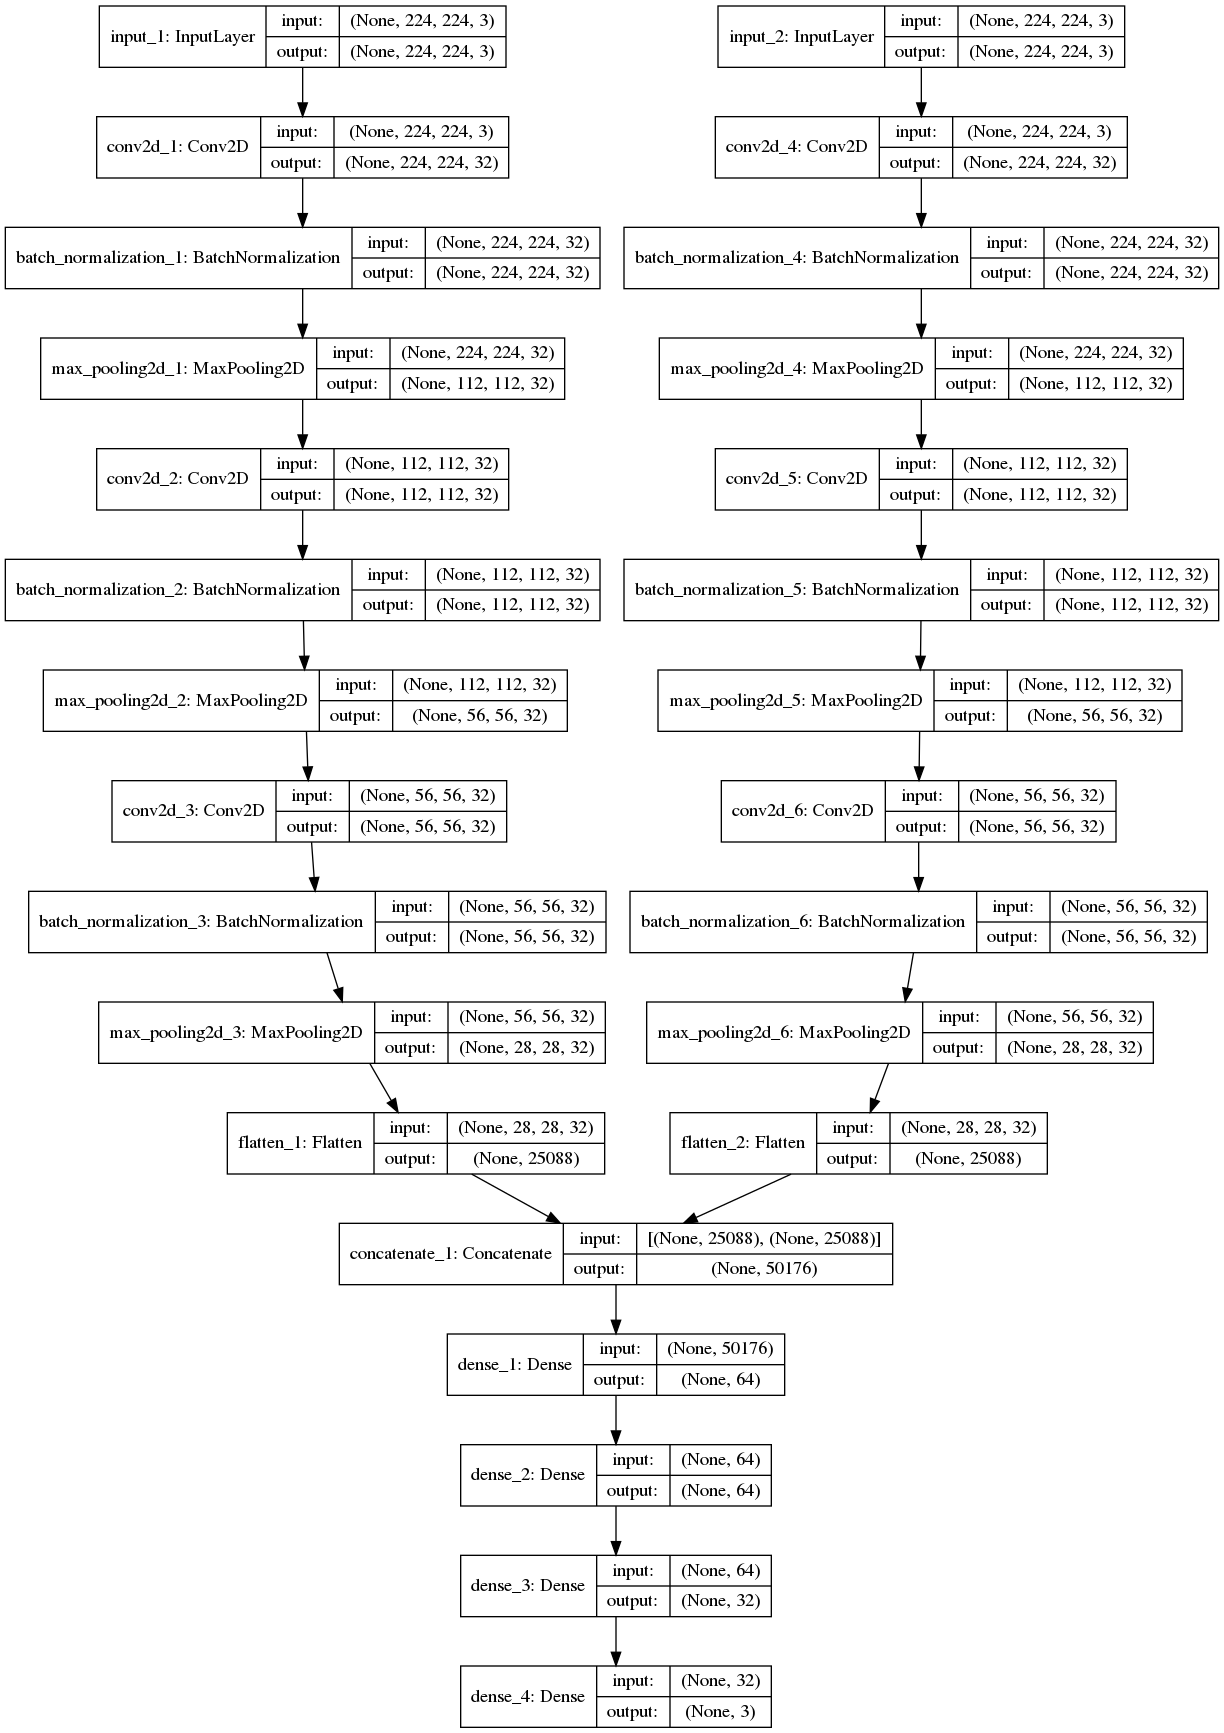 input_1: InputLayer
input: (None, 224, 224, 3)
output: (None, 224, 224, 3)
input_2: InputLayer
input: (None, 224, 224, 3)
output: (None, 224, 224, 3)
conv2d_1: Conv2D
input: (None, 224, 224, 3)
output: (None, 224, 224, 32)
conv2d_4: Conv2D
input: (None, 224, 224, 3)
output: (None, 224, 224, 32)
batch_normalization_1: BatchNormalization
input: (None, 224, 224, 32)
output: (None, 224, 224, 32)
batch_normalization_4: BatchNormalization
input: (None, 224, 224, 32)
output: (None, 224, 224, 32)
max_pooling2d_1: MaxPooling2D
input: (None, 224, 224, 32)
output: (None, 112, 112, 32)
max_pooling2d_4: MaxPooling2D
input: (None, 224, 224, 32)
output: (None, 112, 112, 32)
conv2d_2: Conv2D
input: (None, 112, 112, 32)
output: (None, 112, 112, 32)
conv2d_5: Conv2D
input: (None, 112, 112, 32)
output: (None, 112, 112, 32)
batch_normalization_2: BatchNormalization
input: (None, 112, 112, 32)
output: (None, 112, 112, 32)
batch_normalization_5: BatchNormalization
input: (None, 112, 112, 32)
output: (None, 112, 112, 32)
max_pooling2d_2: MaxPooling2D
input: (None, 112, 112, 32)
output: (None, 56, 56, 32)
max_pooling2d_5: MaxPooling2D
input: (None, 112, 112, 32)
output: (None, 56, 56, 32)
conv2d_3: Conv2D
input: (None, 56, 56, 32)
output: (None, 56, 56, 32)
conv2d_6: Conv2D
input: (None, 56, 56, 32)
output: (None, 56, 56, 32)
batch_normalization_3: BatchNormalization
input: (None, 56, 56, 32)
output: (None, 56, 56, 32)
batch_normalization_6: BatchNormalization
input: (None, 56, 56, 32)
output: (None, 56, 56, 32)
max_pooling2d_3: MaxPooling2D
input: (None, 56, 56, 32)
output: (None, 28, 28, 32)
max_pooling2d_6: MaxPooling2D
input: (None, 56, 56, 32)
output: (None, 28, 28, 32)
flatten_1: Flatten
input: (None, 28, 28, 32)
output: (None, 25088)
flatten_2: Flatten
input: (None, 28, 28, 32)
output: (None, 25088)
concatenate_1: Concatenate
input: [(None, 25088), (None, 25088)]
output: (None, 50176)
dense_1: Dense
input: (None, 50176)
output: (None, 64)
dense_2: Dense
input: (None, 64)
output: (None, 64)
dense_3: Dense
input: (None, 64)
output: (None, 32)
dense_4: Dense
input: (None, 32)
output: (None, 3)